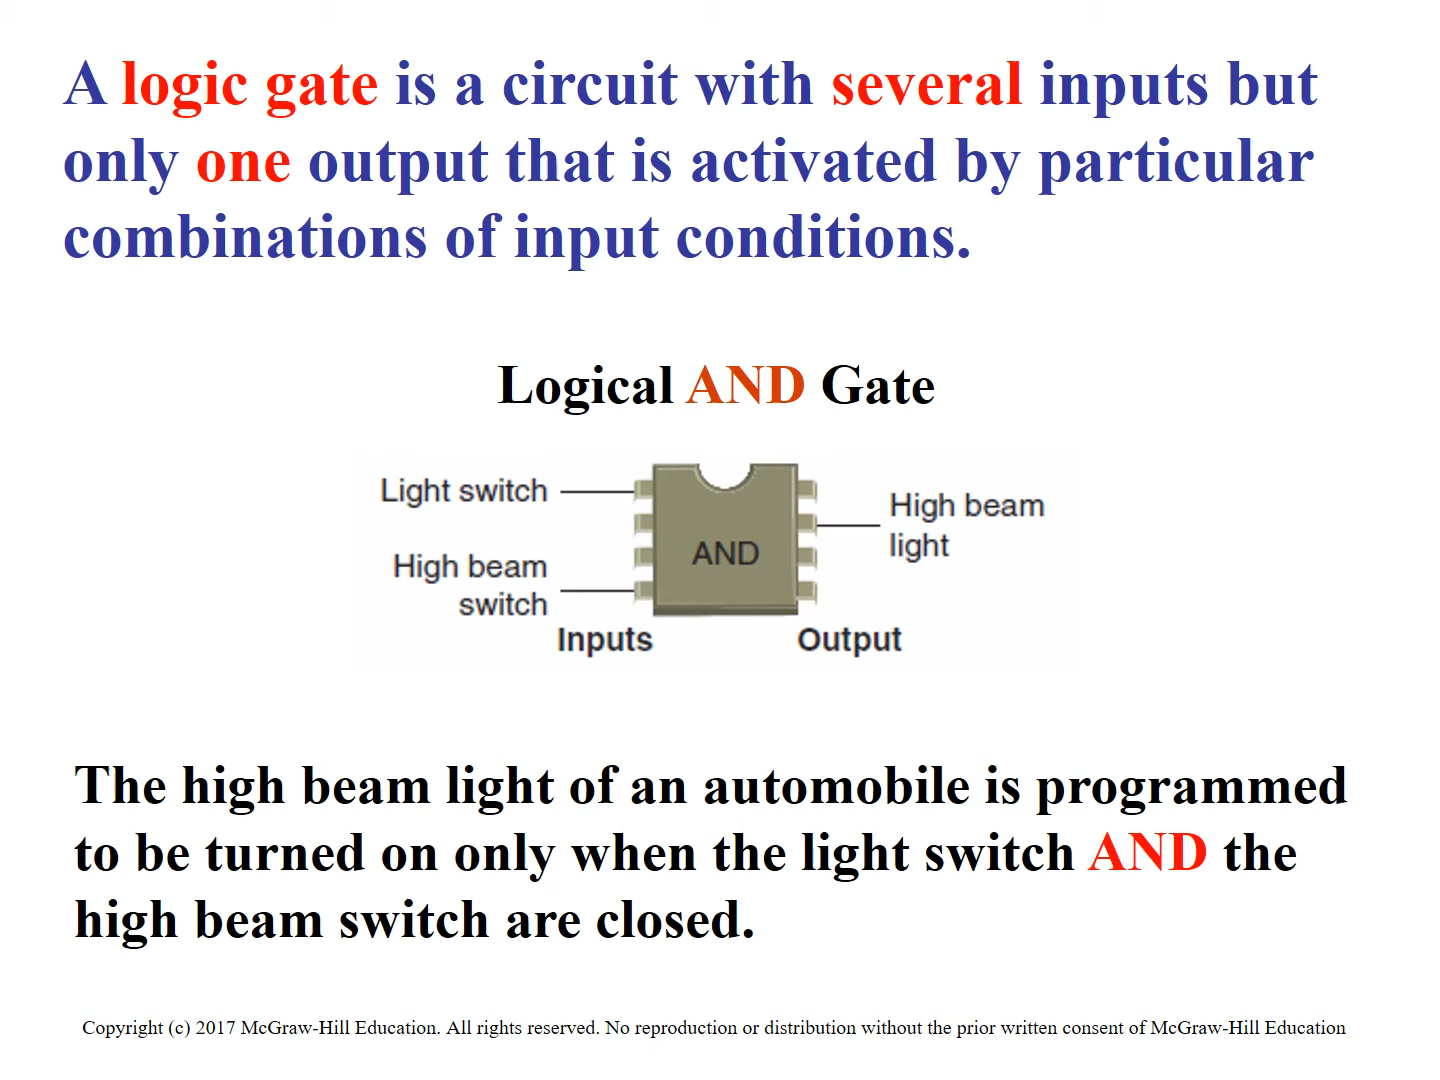 A logic gate is a circuit with several inputs but
only one output that is activated by particular
combinations of input conditions.
Logical AND Gate
Light switch
High beam
switch
AND
High beam
light
Inputs
Output
The high beam light of an automobile is programmed
to be turned on only when the light switch AND the
high beam switch are closed.
Copyright (c) 2017 McGraw-Hill Education. All rights reserved. No reproduction or distribution without the prior written consent of McGraw-Hill Education